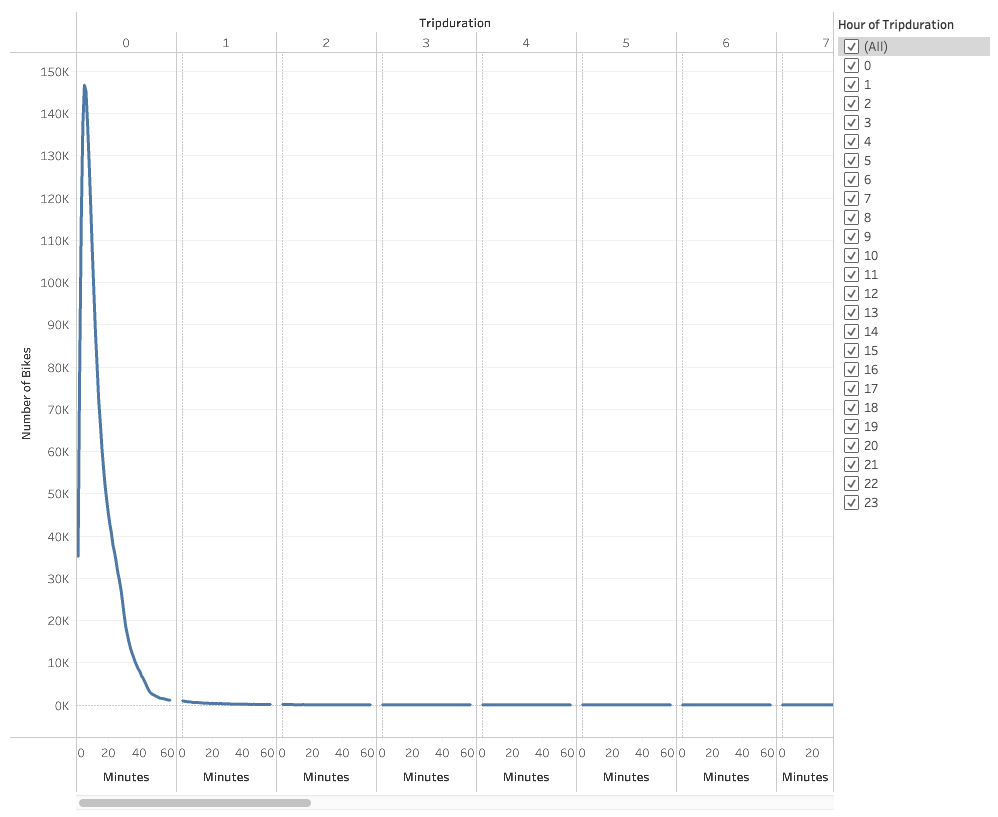 Tripduration
0 1 2 3 4 5 6 7
150K
140K
130K
120K
110K
100K
90K
80K
70K
60K
50K
40K
30K
20K
10K
0K
Number of Bikes
0 20 40 60 0 20 40 60 0 20 40 60 0 20 40 60 0 20 40 60 0 20 40 60 0 20 40 60 0 20
Minutes Minutes Minutes Minutes Minutes Minutes Minutes Minutes
Hour of Tripduration
(All)
0
1
2
3
4
5
6
7
8
9
10
11
12
13
14
15
16
17
18
19
20
21
22
23